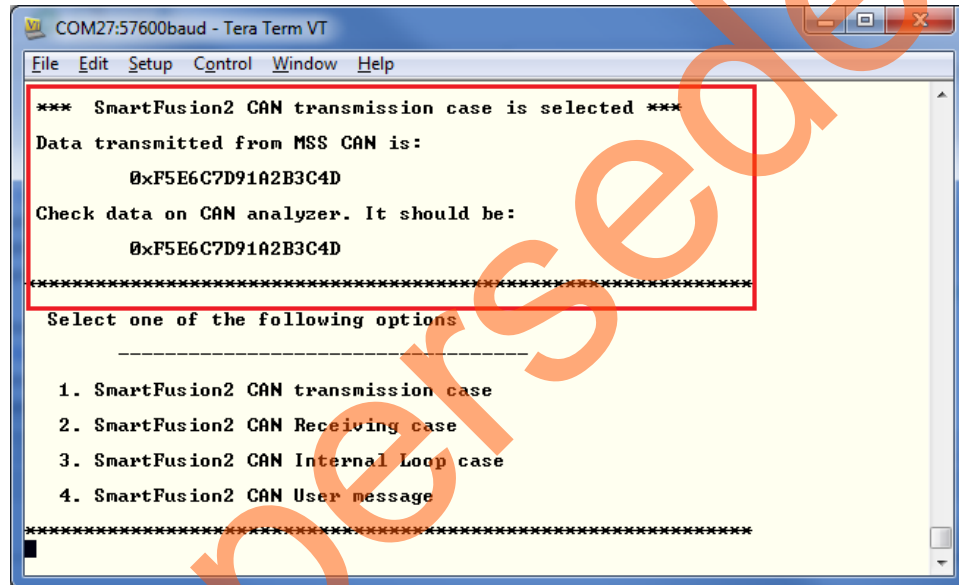 COM27:57600baud - Tera Term VT
File Edit Setup Control Window Help
*** SmartFusion2 CAN transmission case is selected ***
Data transmitted from MSS CAN is:
0xF5E6C7D91A2B3C4D
Check data on CAN analyzer. It should be:
0xF5E6C7D91A2B3C4D
**************************************************************
Select one of the following options
-----------------------------------
1. SmartFusion2 CAN transmission case
2. SmartFusion2 CAN Receiving case
3. SmartFusion2 CAN Internal Loop case
4. SmartFusion2 CAN User message
**************************************************************
persede